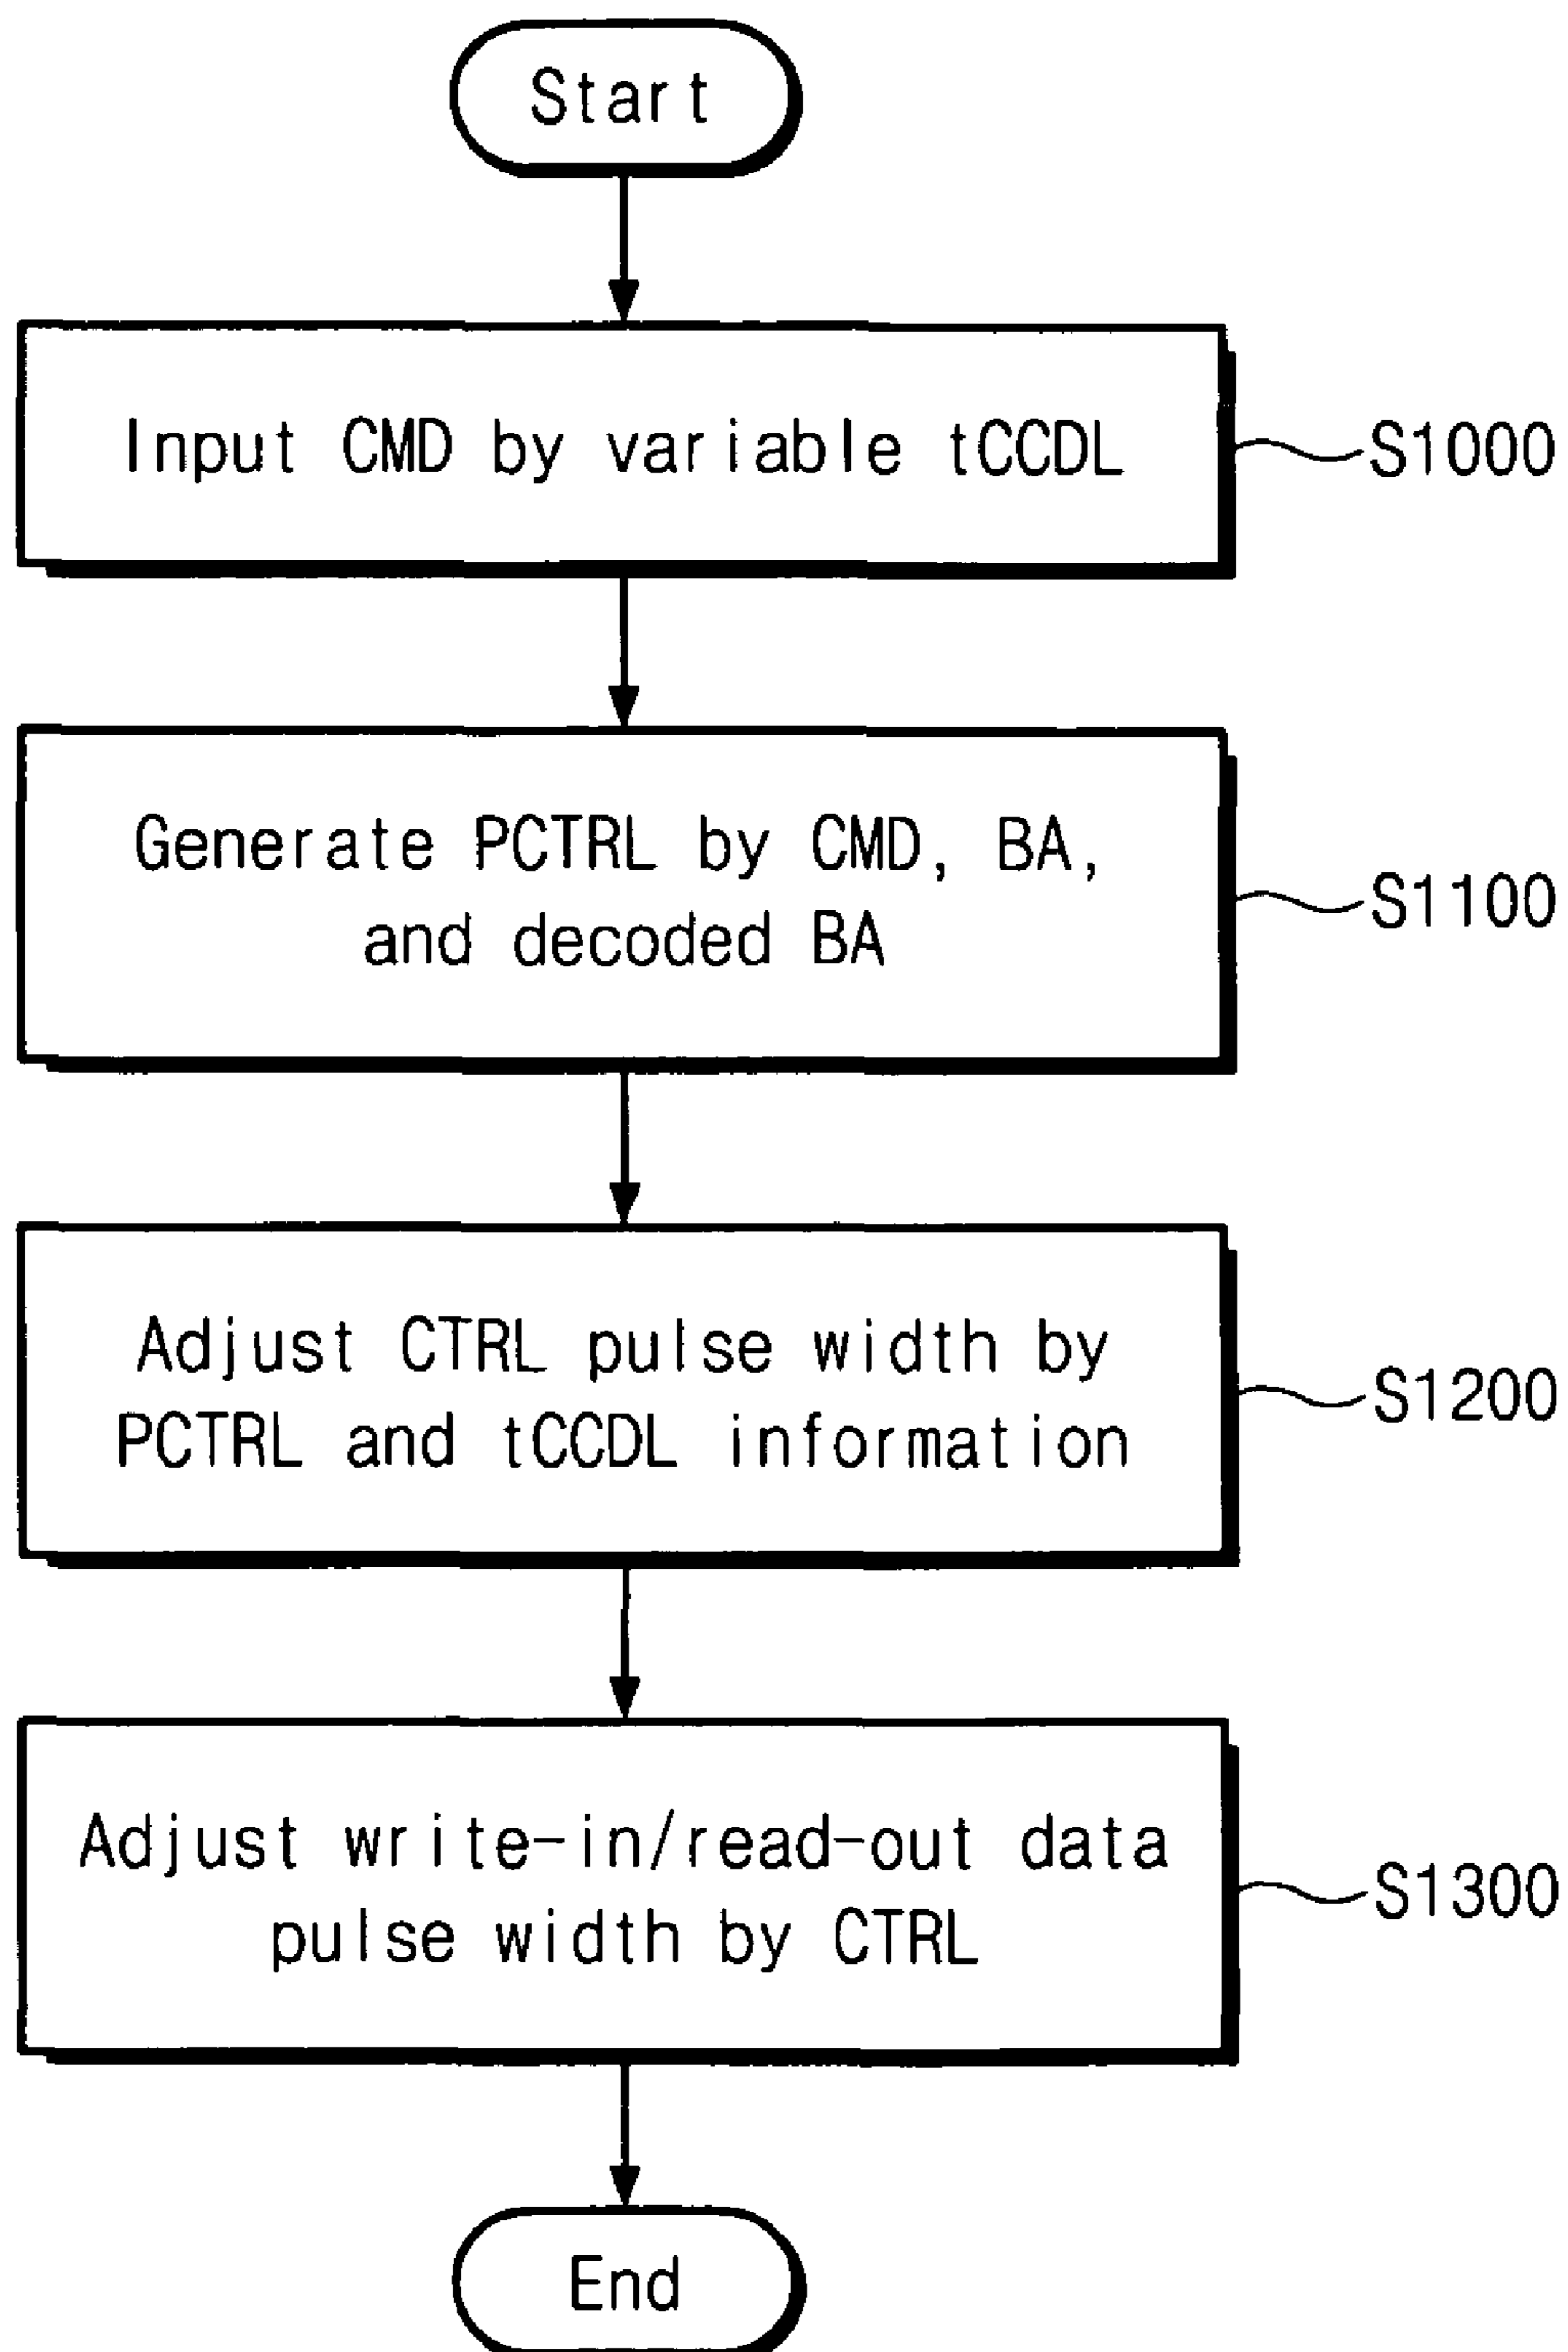 Start
Input CMD by variable tCCDL
S1000
Generate PCTRL by CMD, BA,
and decoded BA
S1100
Adjust CTRL pulse width by
PCTRL and tCCDL information
S1200
Adjust write-in/read-out data
pulse width by CTRL
S1300
End